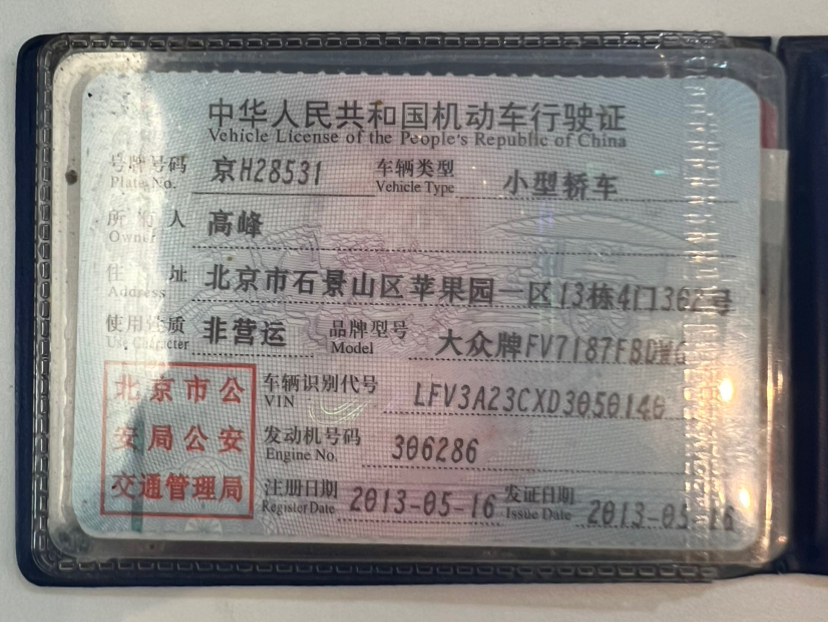 中华人民共和国机动车行驶证
Vehicle License of the People's Republic of China
号牌号码 京H28531 车辆类型 小型轿车
Plate No. Vehicle Type
所有人 高峰
Owner
住址 北京市石景山区苹果园一区13栋4门302号
Address
使用性质 非营运 品牌型号 大众牌FV7187FBDWG
Use Character Model
北京市公 车辆识别代号 LFV3A23CXD3050140
VIN
安局公安 发动机号码 306286
Engine No.
交通管理局 注册日期 2013-05-16 发证日期 2013-05-16
Register Date Issue Date